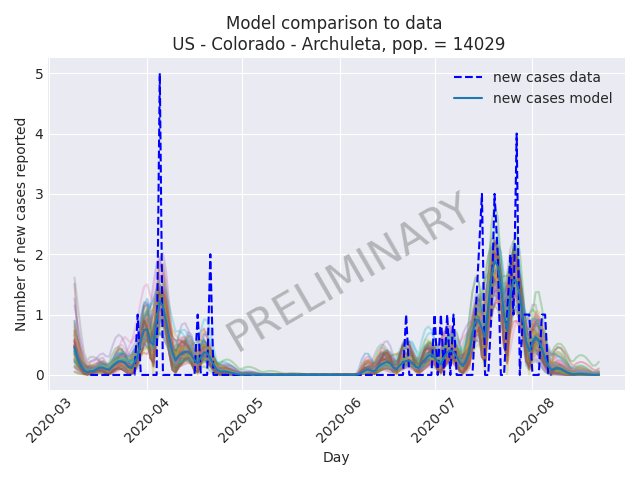 Model comparison to data
US - Colorado - Archuleta, pop. = 14029
new cases data
new cases model
Number of new cases reported
5
4
3
2
1
0
PRELIMINARY
2020-03
2020-04
2020-05
2020-06
2020-07
2020-08
Day